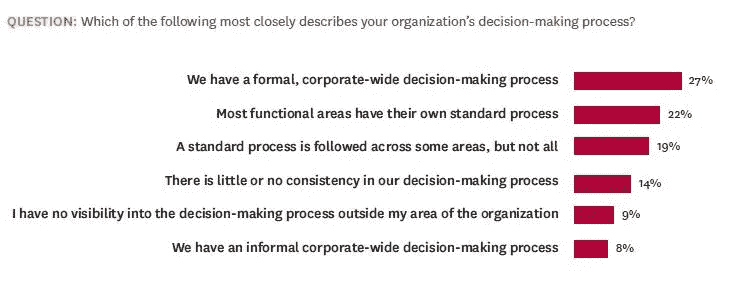 QUESTION: Which of the following most closely describes your organization's decision-making process?
We have a formal, corporate-wide decision-making process 27%
Most functional areas have their own standard process 22%
A standard process is followed across some areas, but not all 19%
There is little or no consistency in our decision-making process 14%
I have no visibility into the decision-making process outside my area of the organization 9%
We have an informal corporate-wide decision-making process 8%